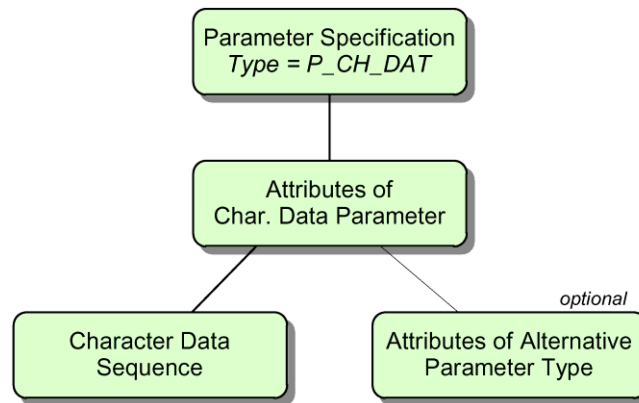 Parameter Specification
Type = P_CH_DAT
Attributes of
Char. Data Parameter
optional
Character Data
Sequence
Attributes of Alternative
Parameter Type